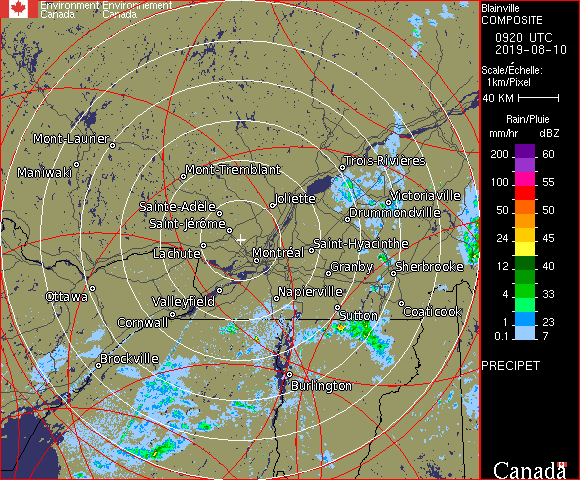 Environment Environnement
Canada Canada
Blainville
COMPOSITE
0920 UTC
2019-08-10
Scale/Échelle:
1km/Pixel
40 KM
Rain/Pluie
mm/hr dBZ
200 60
100 55
50 50
24 45
12 40
4 33
1 23
0.1 7
PRECIPET
Canada
Mont-Laurier
Maniwaki
Mont-Tremblant
Trois-Rivières
Sainte-Adèle
Joliette
Victoriaville
Drummondville
Saint-Jérôme
Lachute
Montréal
Saint-Hyacinthe
Granby
Sherbrooke
Ottawa
Valleyfield
Napierville
Cornwall
Sutton
Coaticook
Brockville
Burlington